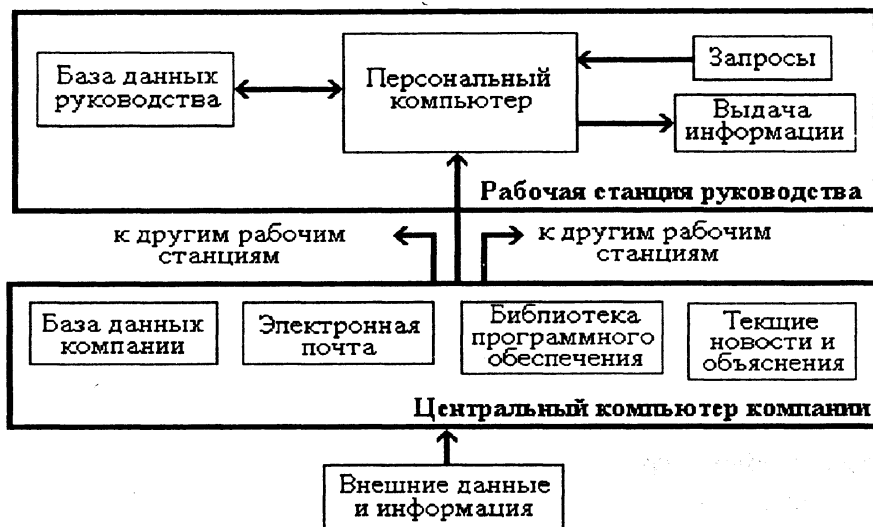 База данных
руководства
Персональный
компьютер
Запросы
Выдача
информации
Рабочая станция руководства
к другим рабочим
станциям
к другим рабочим
станциям
База данных
компании
Электронная
почта
Библиотека
программного
обеспечения
Текщие
новости и
объяснения
Центральный компьютер компании
Внешние данные
и информация